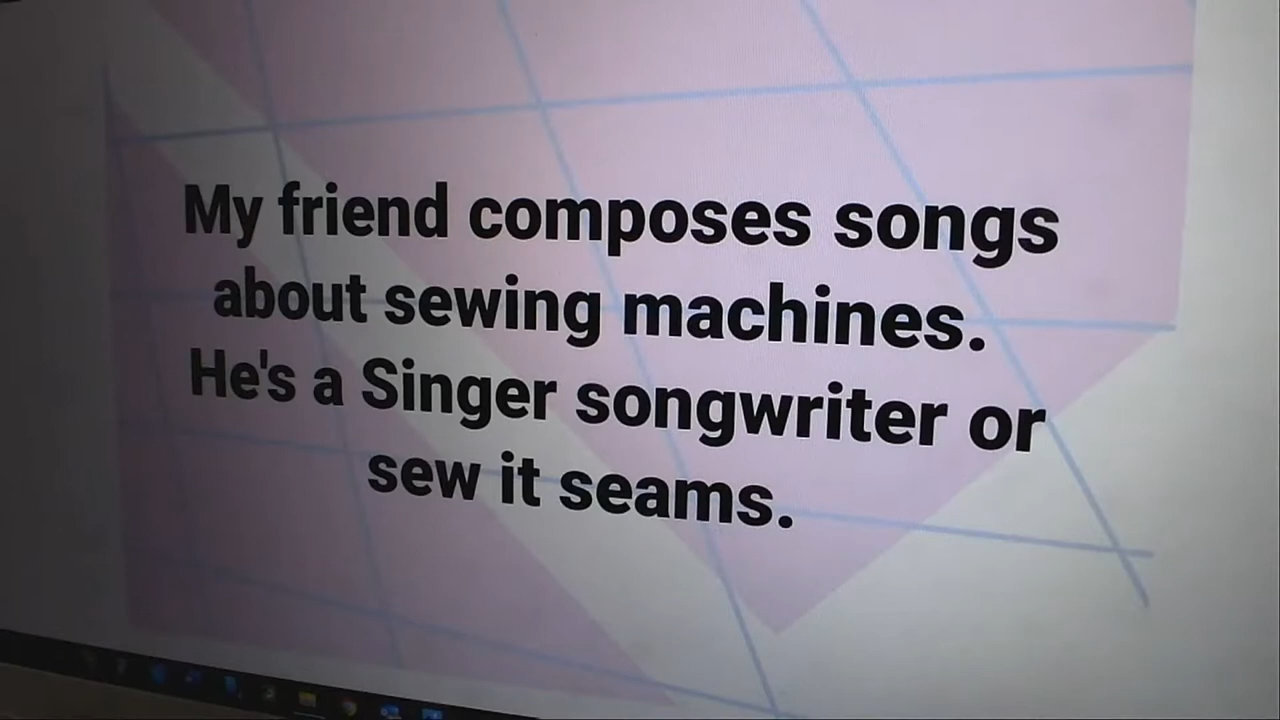 My friend composes songs
about sewing machines.
He's a Singer songwriter or
sew it seams.